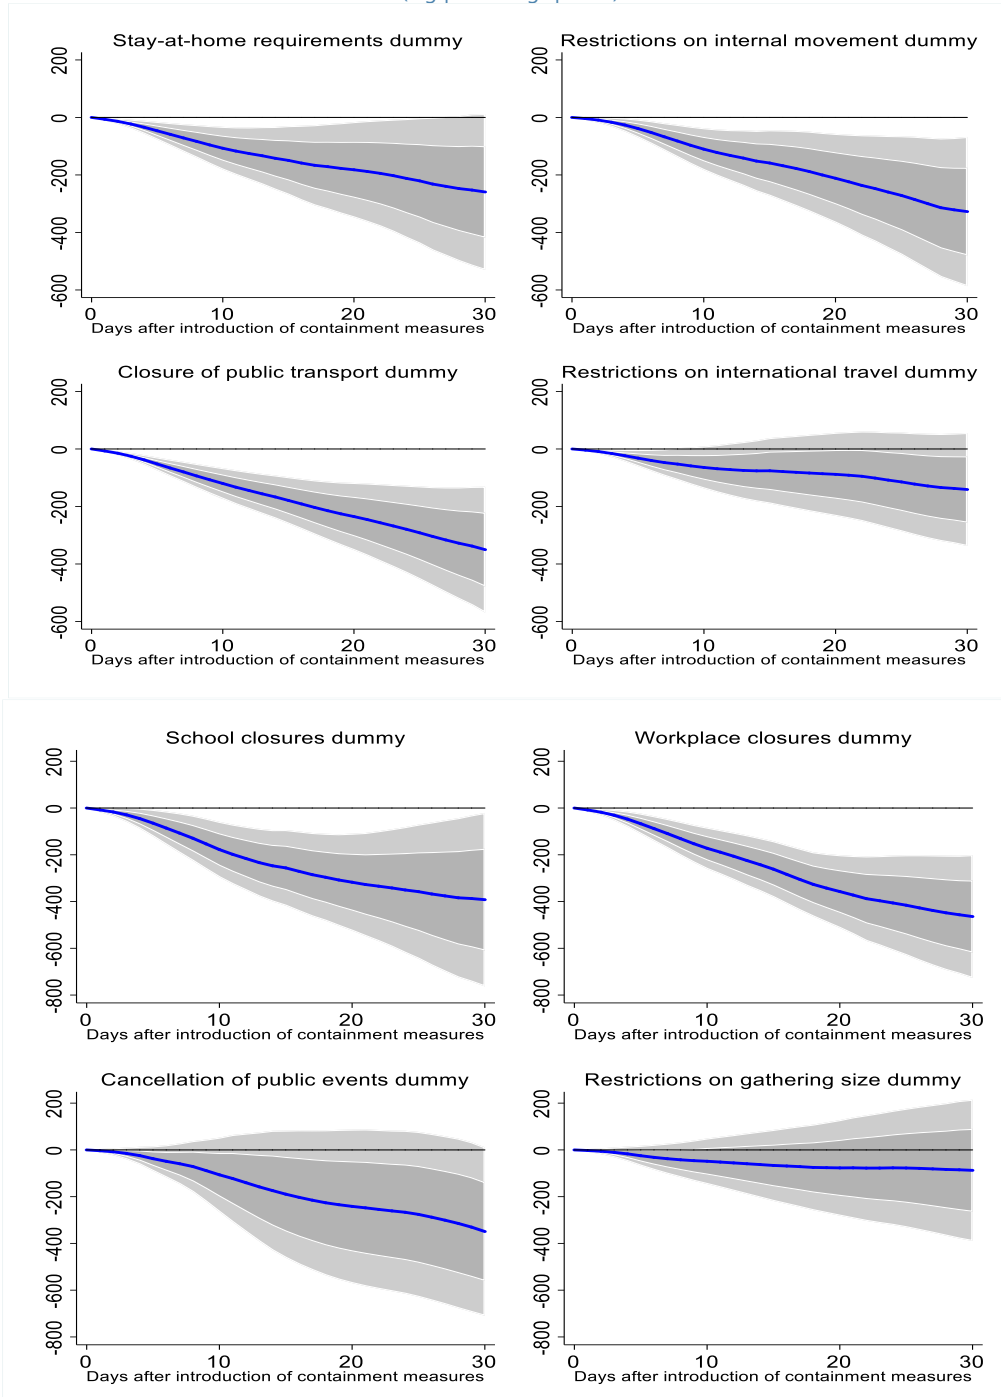 Stay-at-home requirements dummy
200
0
-200
-400
-600
0 10 20 30
Days after introduction of containment measures
Restrictions on internal movement dummy
200
0
-200
-400
-600
0 10 20 30
Days after introduction of containment measures
Closure of public transport dummy
200
0
-200
-400
-600
0 10 20 30
Days after introduction of containment measures
Restrictions on international travel dummy
200
0
-200
-400
-600
0 10 20 30
Days after introduction of containment measures
School closures dummy
200
0
-200
-400
-600
-800
0 10 20 30
Days after introduction of containment measures
Workplace closures dummy
200
0
-200
-400
-600
-800
0 10 20 30
Days after introduction of containment measures
Cancellation of public events dummy
200
0
-200
-400
-600
-800
0 10 20 30
Days after introduction of containment measures
Restrictions on gathering size dummy
200
0
-200
-400
-600
-800
0 10 20 30
Days after introduction of containment measures